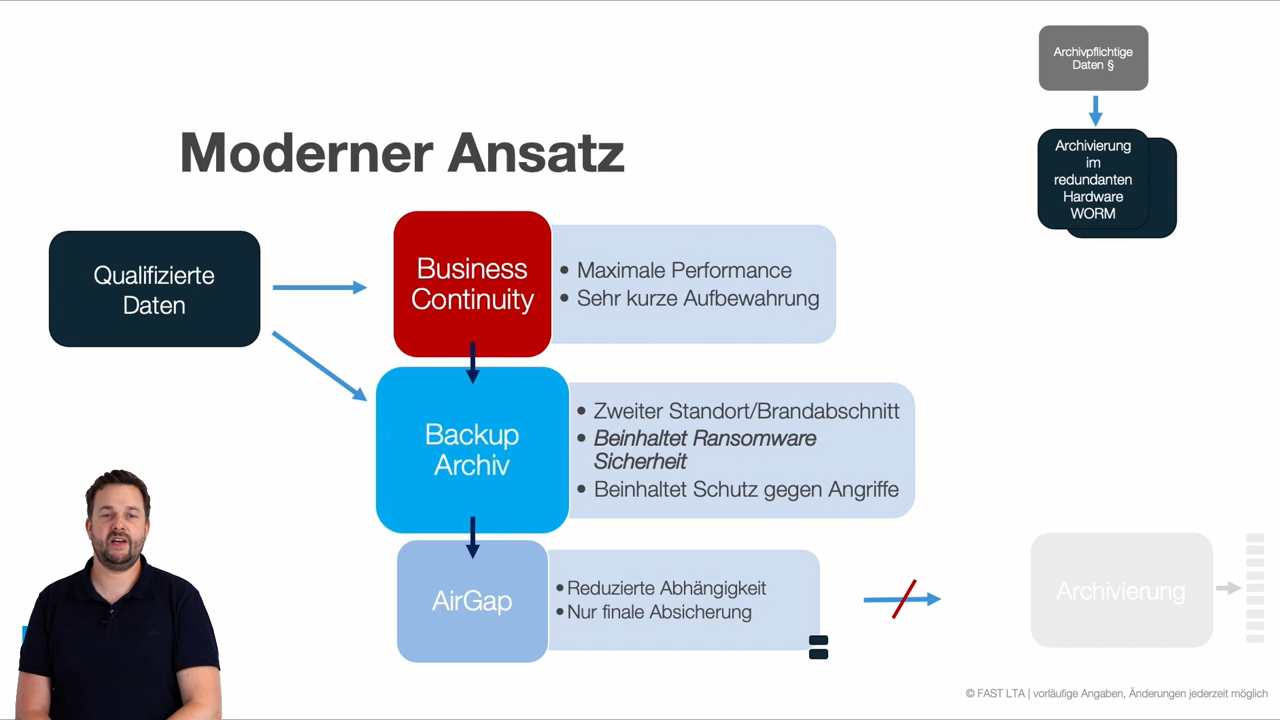 Archivpflichtige
Daten §
Archivierung
im
redundanten
Hardware
WORM
Moderner Ansatz
Qualifizierte
Daten
Business
Continuity
• Maximale Performance
• Sehr kurze Aufbewahrung
Backup
Archiv
• Zweiter Standort/Brandabschnitt
• Beinhaltet Ransomware
Sicherheit
• Beinhaltet Schutz gegen Angriffe
AirGap
• Reduzierte Abhängigkeit
• Nur finale Absicherung
Archivierung
© FAST LTA | vorläufige Angaben, Änderungen jederzeit möglich